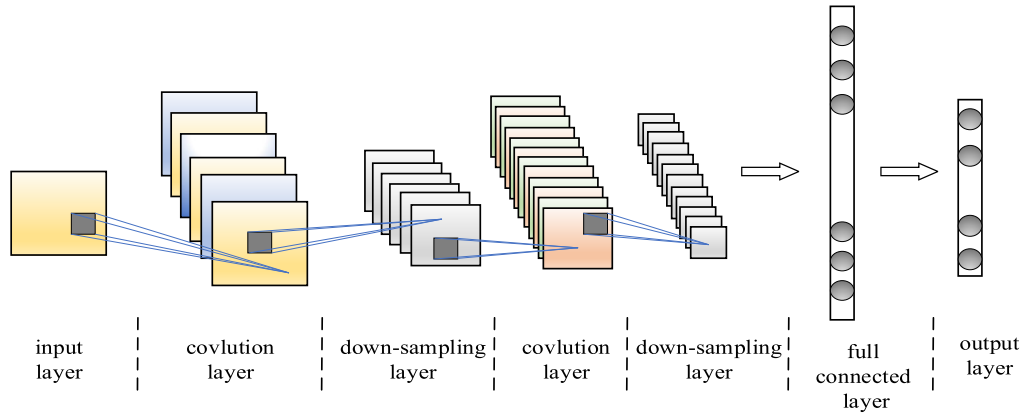 input
layer
covlution
layer
down-sampling
layer
covlution
layer
down-sampling
layer
full
connected
layer
output
layer